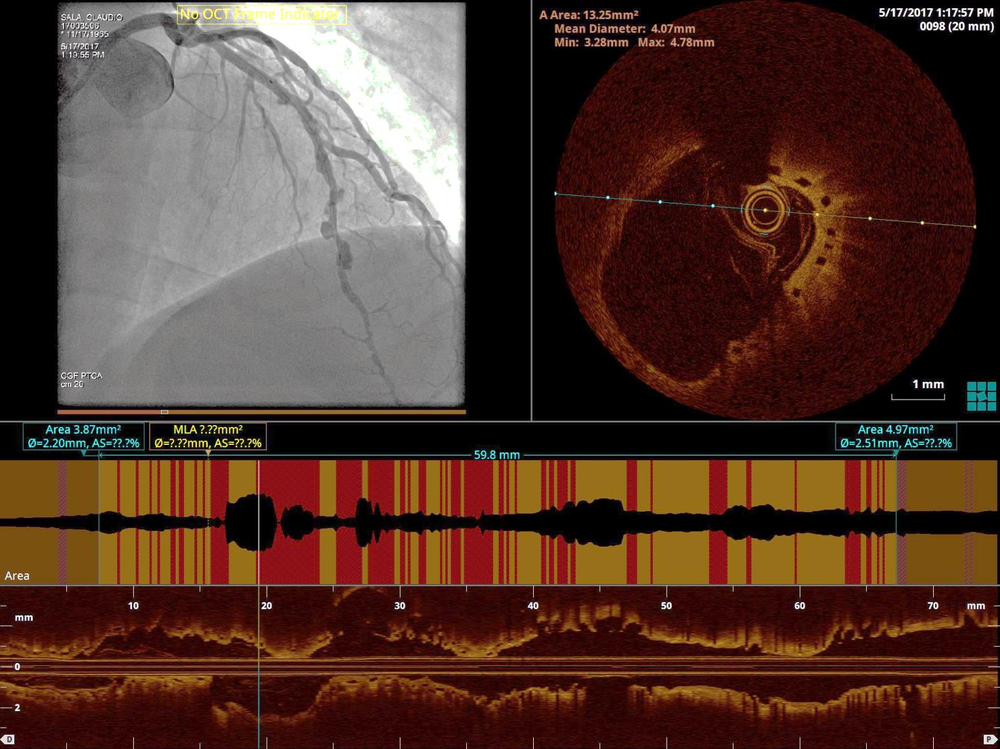 SALA, CLAUDIO
17003506
* 11/17/1965
5/17/2017
1:19:55 PM
No OCT Frame Indicator
CGF PTCA
cm 20
A Area: 13.25mm²
Mean Diameter: 4.07mm
Min: 3.28mm Max: 4.78mm
5/17/2017 1:17:57 PM
0098 (20 mm)
1 mm
Area 3.87mm²
Ø=2.20mm, AS=??.?%
MLA ?.??mm²
Ø=?.??mm, AS=??.?%
Area 4.97mm²
Ø=2.51mm, AS=??.?%
59.8 mm
Area
10 20 30 40 50 60 70 mm
mm
0
2
D P